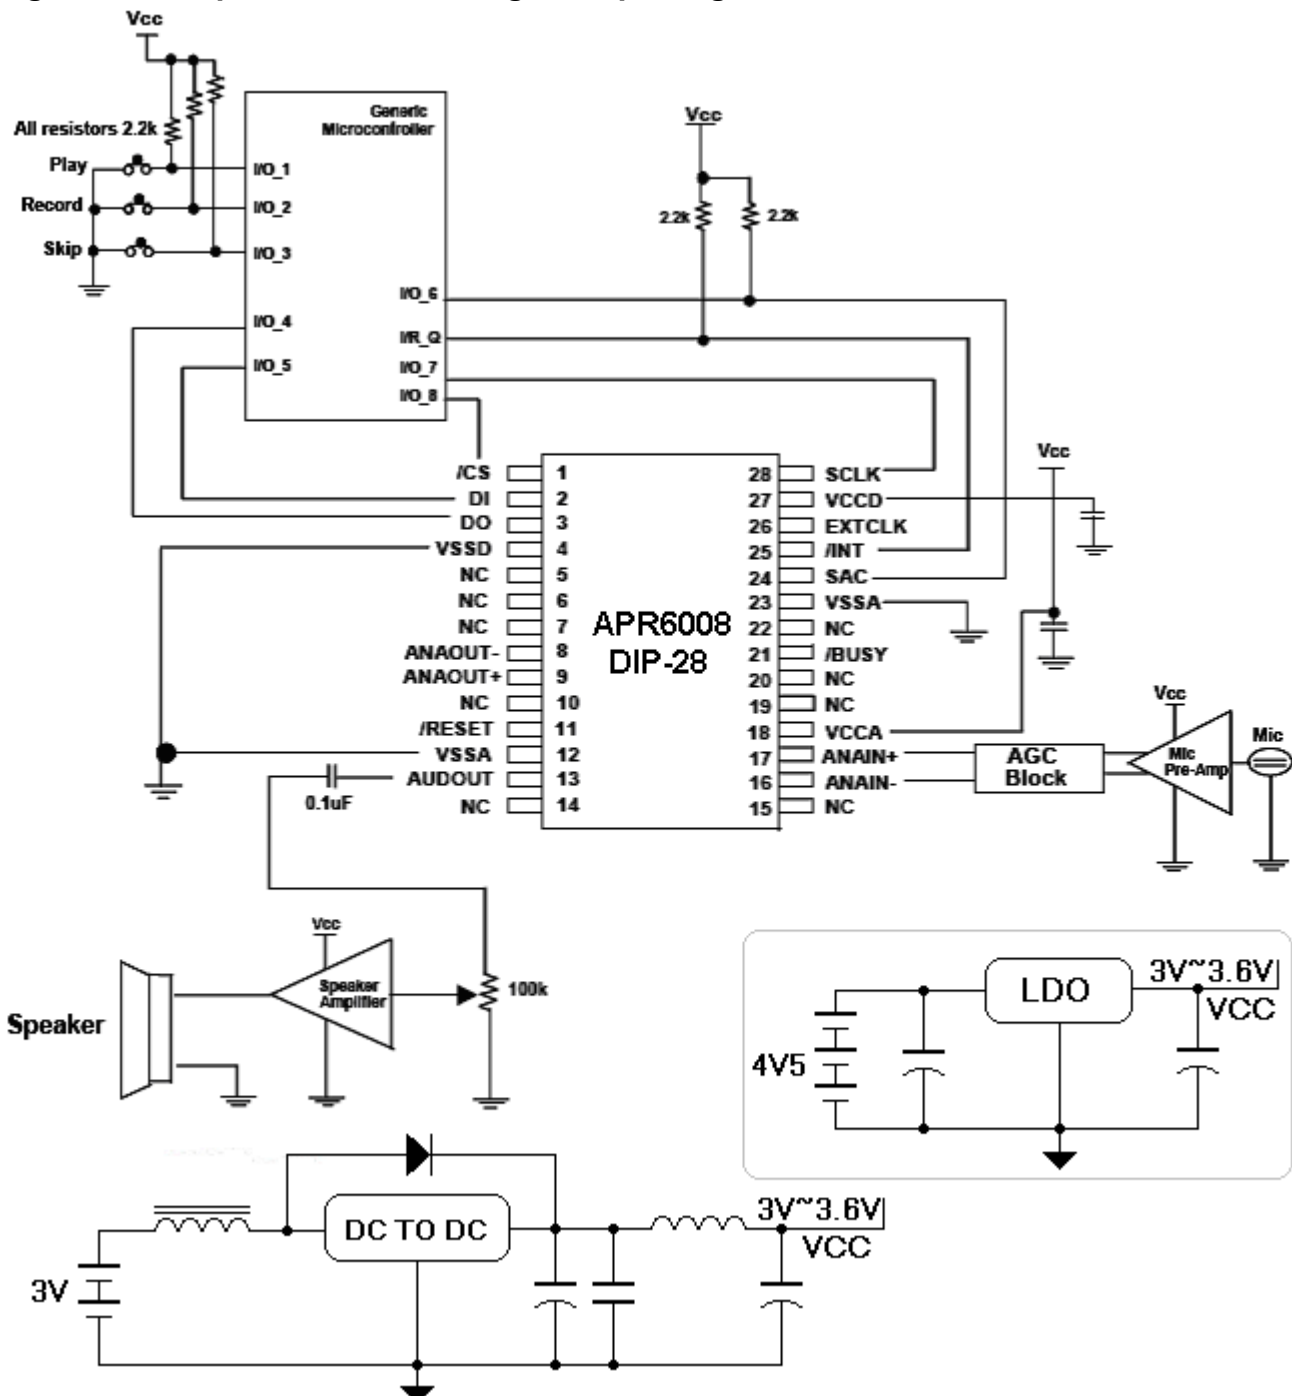 Vcc
Generic
Microcontroller
All resistors 2.2k
Play
I/O_1
Record
I/O_2
Skip
I/O_3
Vcc
2.2k
2.2k
I/O_6
I/O_4
I/R_Q
I/O_5
I/O_7
I/O_8
Vcc
/CS 1
28 SCLK
DI 2
27 VCCD
DO 3
26 EXTCLK
VSSD 4
25 /INT
NC 5
24 SAC
NC 6
23 VSSA
NC 7
22 NC
APR6008
DIP-28
ANAOUT- 8
21 /BUSY
ANAOUT+ 9
20 NC
NC 10
19 NC
/RESET 11
18 VCCA
VSSA 12
17 ANAIN+
AUDOUT 13
16 ANAIN-
NC 14
15 NC
0.1uF
AGC
Block
Vcc
Mic
Pre-Amp
Mic
Vcc
Speaker
Amplifier
100k
Speaker
LDO
3V~3.6V
VCC
4V5
DC TO DC
3V~3.6V
VCC
3V